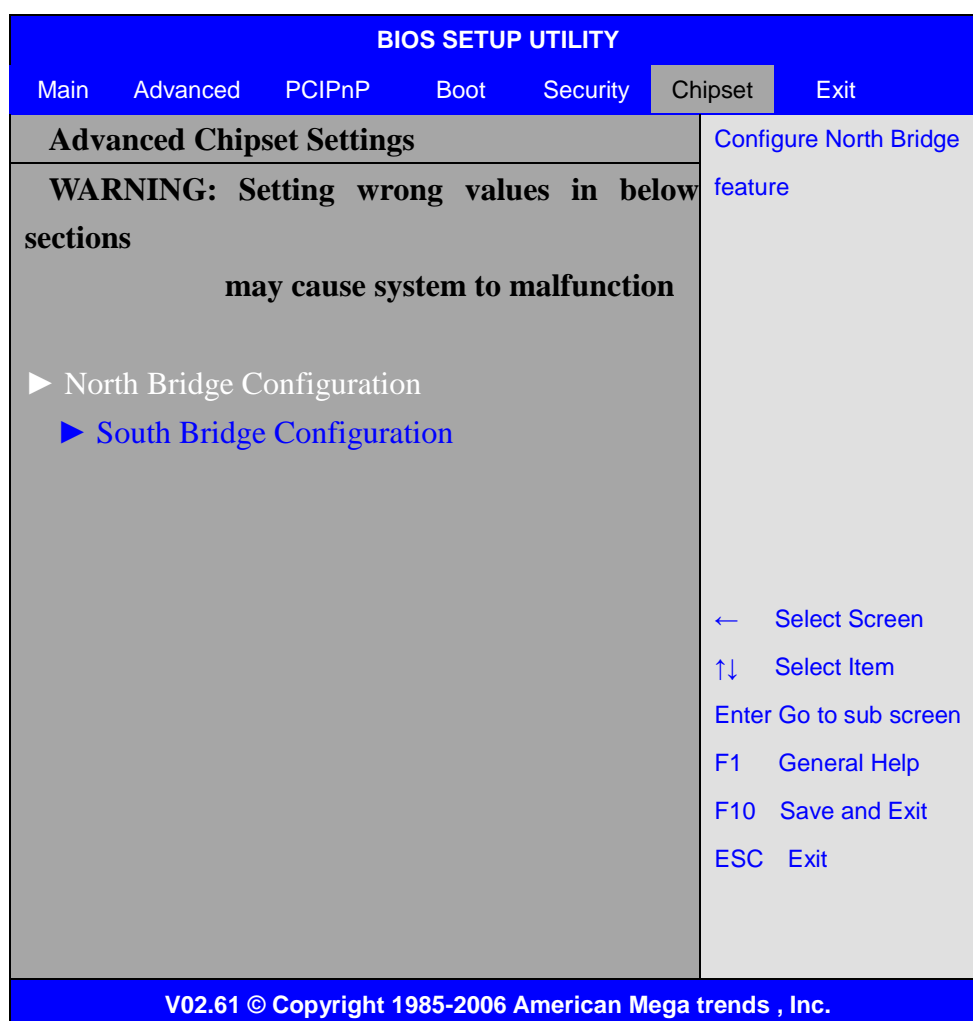 BIOS SETUP UTILITY
Main Advanced PCIPnP Boot Security Chipset Exit
Advanced Chipset Settings
WARNING: Setting wrong values in below
sections
may cause system to malfunction
► North Bridge Configuration
► South Bridge Configuration
Configure North Bridge
feature
← Select Screen
↑↓ Select Item
Enter Go to sub screen
F1 General Help
F10 Save and Exit
ESC Exit
V02.61 © Copyright 1985-2006 American Mega trends , Inc.